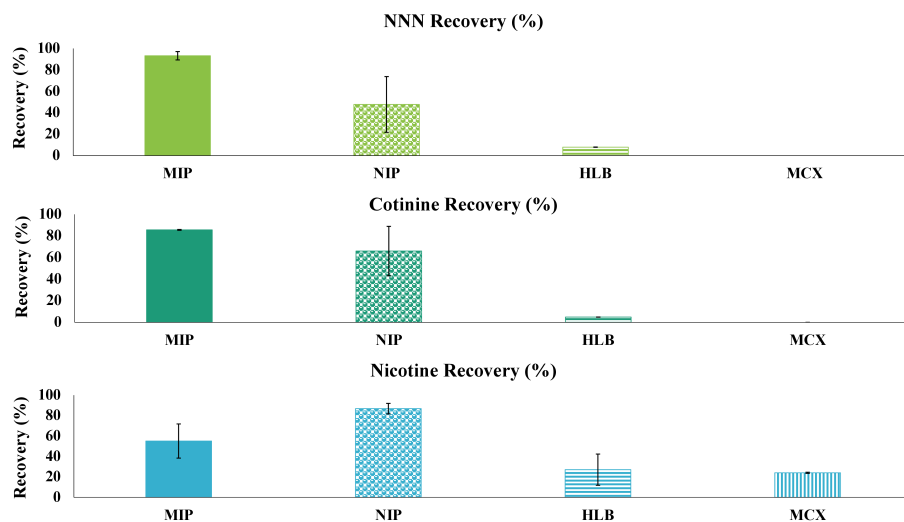 NNN Recovery (%)
Recovery (%)
100
80
60
40
20
0
MIP NIP HLB MCX
Cotinine Recovery (%)
Recovery (%)
100
80
60
40
20
0
MIP NIP HLB MCX
Nicotine Recovery (%)
Recovery (%)
100
80
60
40
20
0
MIP NIP HLB MCX